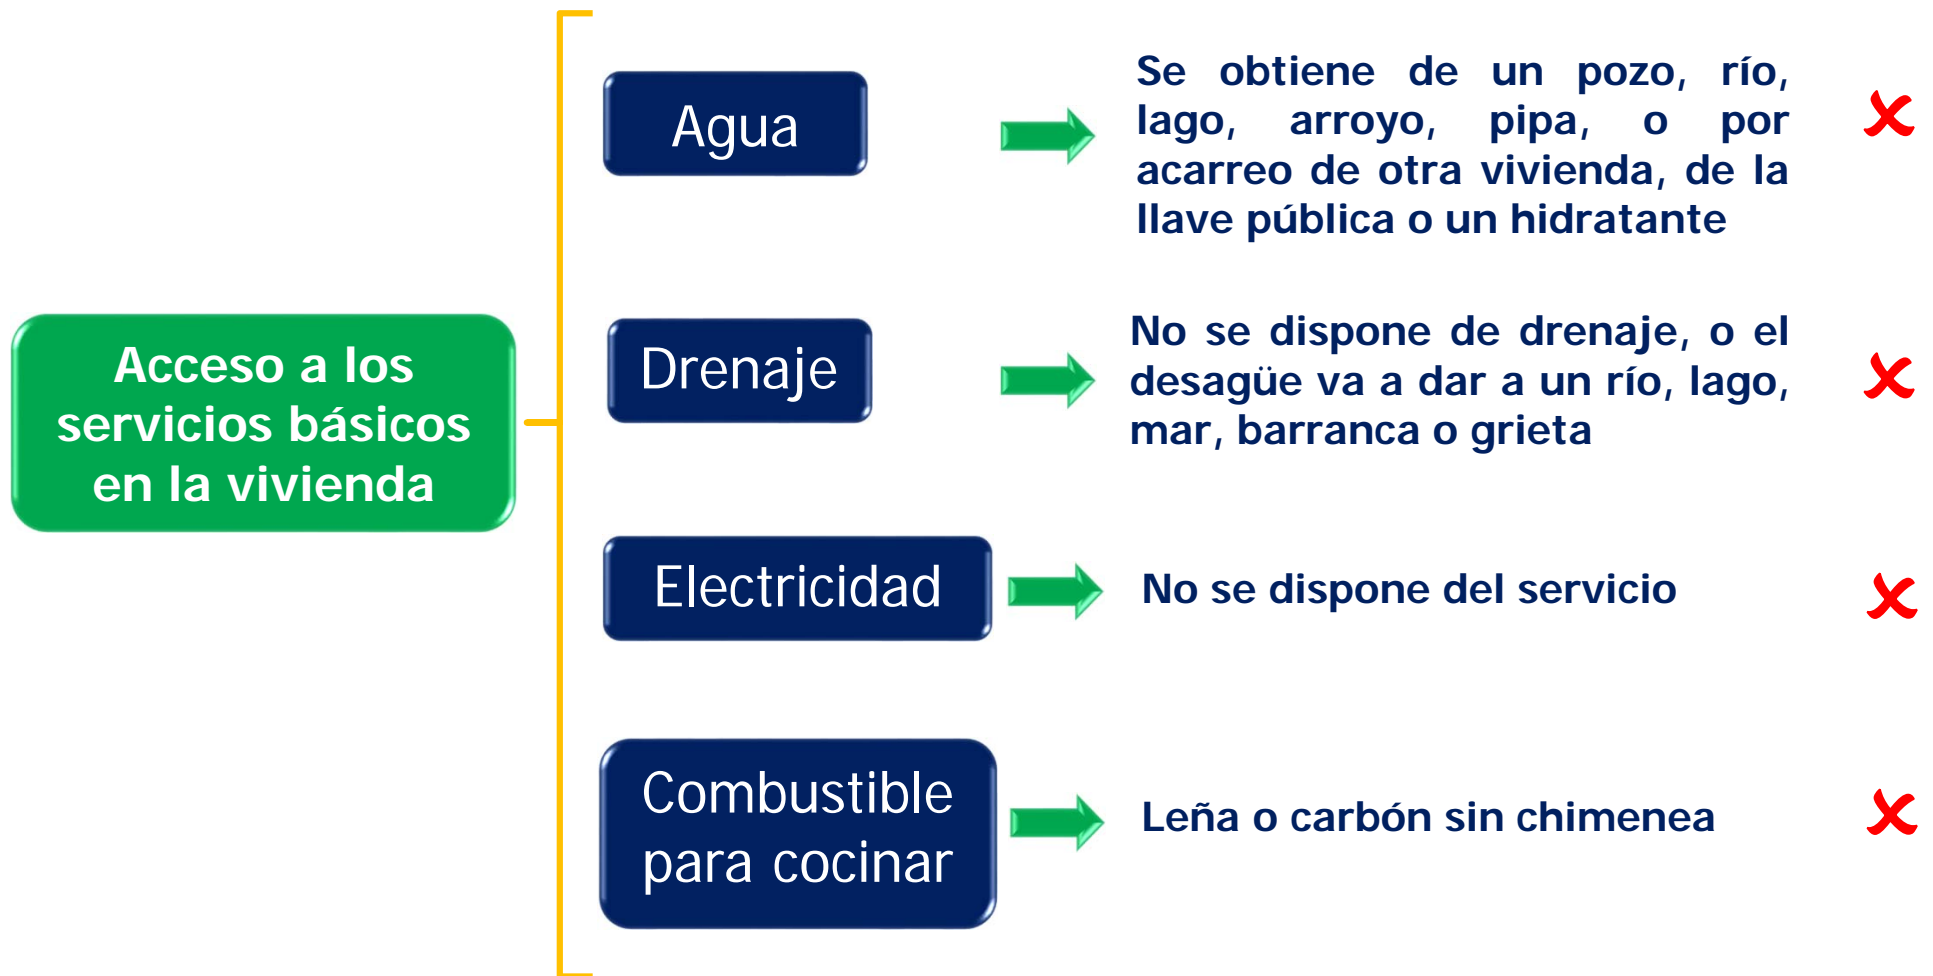 Acceso a los
servicios básicos
en la vivienda
Agua
Se obtiene de un pozo, río,
lago, arroyo, pipa, o por
acarreo de otra vivienda, de la
llave pública o un hidratante
Drenaje
No se dispone de drenaje, o el
desagüe va a dar a un río, lago,
mar, barranca o grieta
Electricidad
No se dispone del servicio
Combustible
para cocinar
Leña o carbón sin chimenea